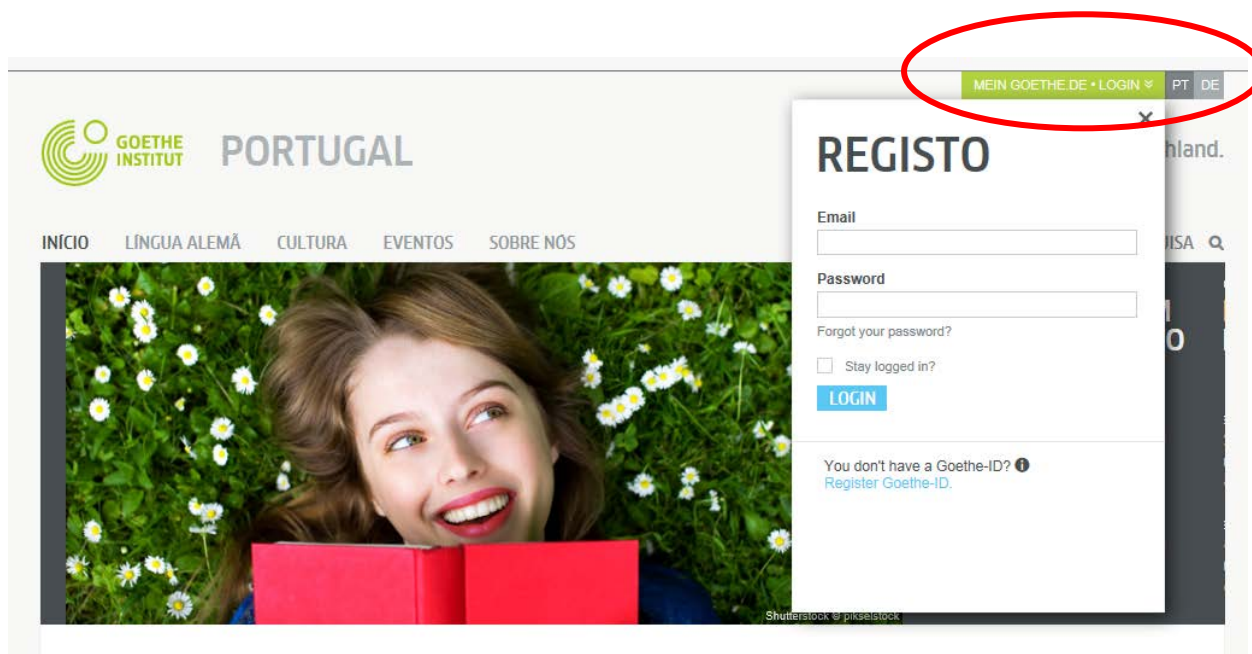 MEIN GOETHE.DE • LOGIN PT DE
GOETHE
INSTITUT
PORTUGAL
hland.
INÍCIO LÍNGUA ALEMÃ CULTURA EVENTOS SOBRE NÓS
ISA
REGISTO
Email
Password
Forgot your password?
Stay logged in?
LOGIN
You don't have a Goethe-ID?
Register Goethe-ID.
O
Shutterstock © pikselstock